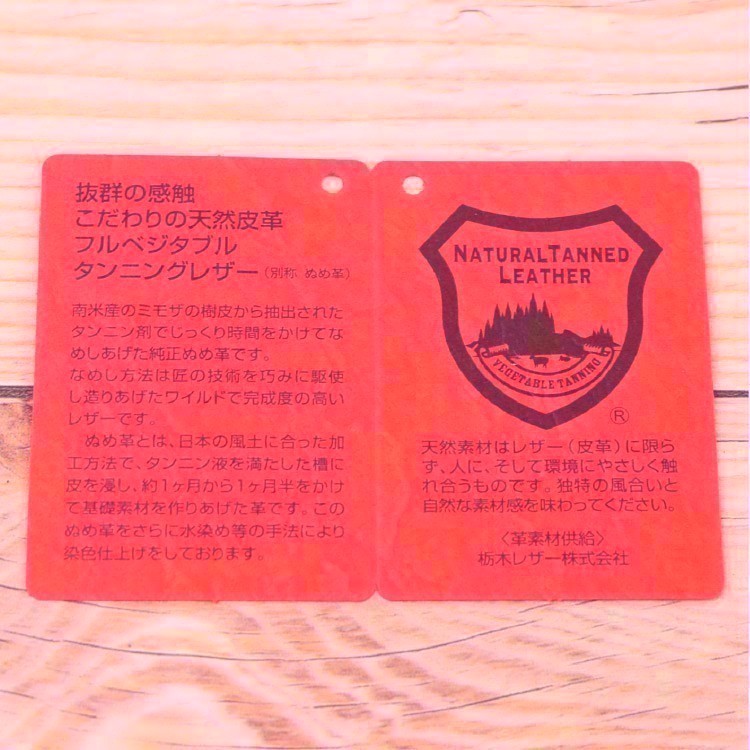 抜群の感触
こだわりの天然皮革
フルベジタブル
タンニングレザー（別称 ぬめ革）
南米産のミモザの樹皮から抽出された
タンニン剤でじっくり時間をかけてな
めしあげた純正ぬめ革です。
なめし方法は匠の技術を巧みに駆使
し造りあげたワイルドで完成度の高い
レザーです。
ぬめ革とは、日本の風土に合った加
工方法で、タンニン液を満たした槽に
皮を浸し、約1ヶ月から1ヶ月半をかけ
て基礎素材を作りあげた革です。この
ぬめ革をさらに水染め等の手法により
染色仕上げをしております。
NATURALTANNED
LEATHER
VEGETABLE TANNING
®
天然素材はレザー（皮革）に限ら
ず、人に、そして環境にやさしく触
れ合うものです。独特の風合いと
自然な素材感を味わってください。
〈革素材供給〉
栃木レザー株式会社